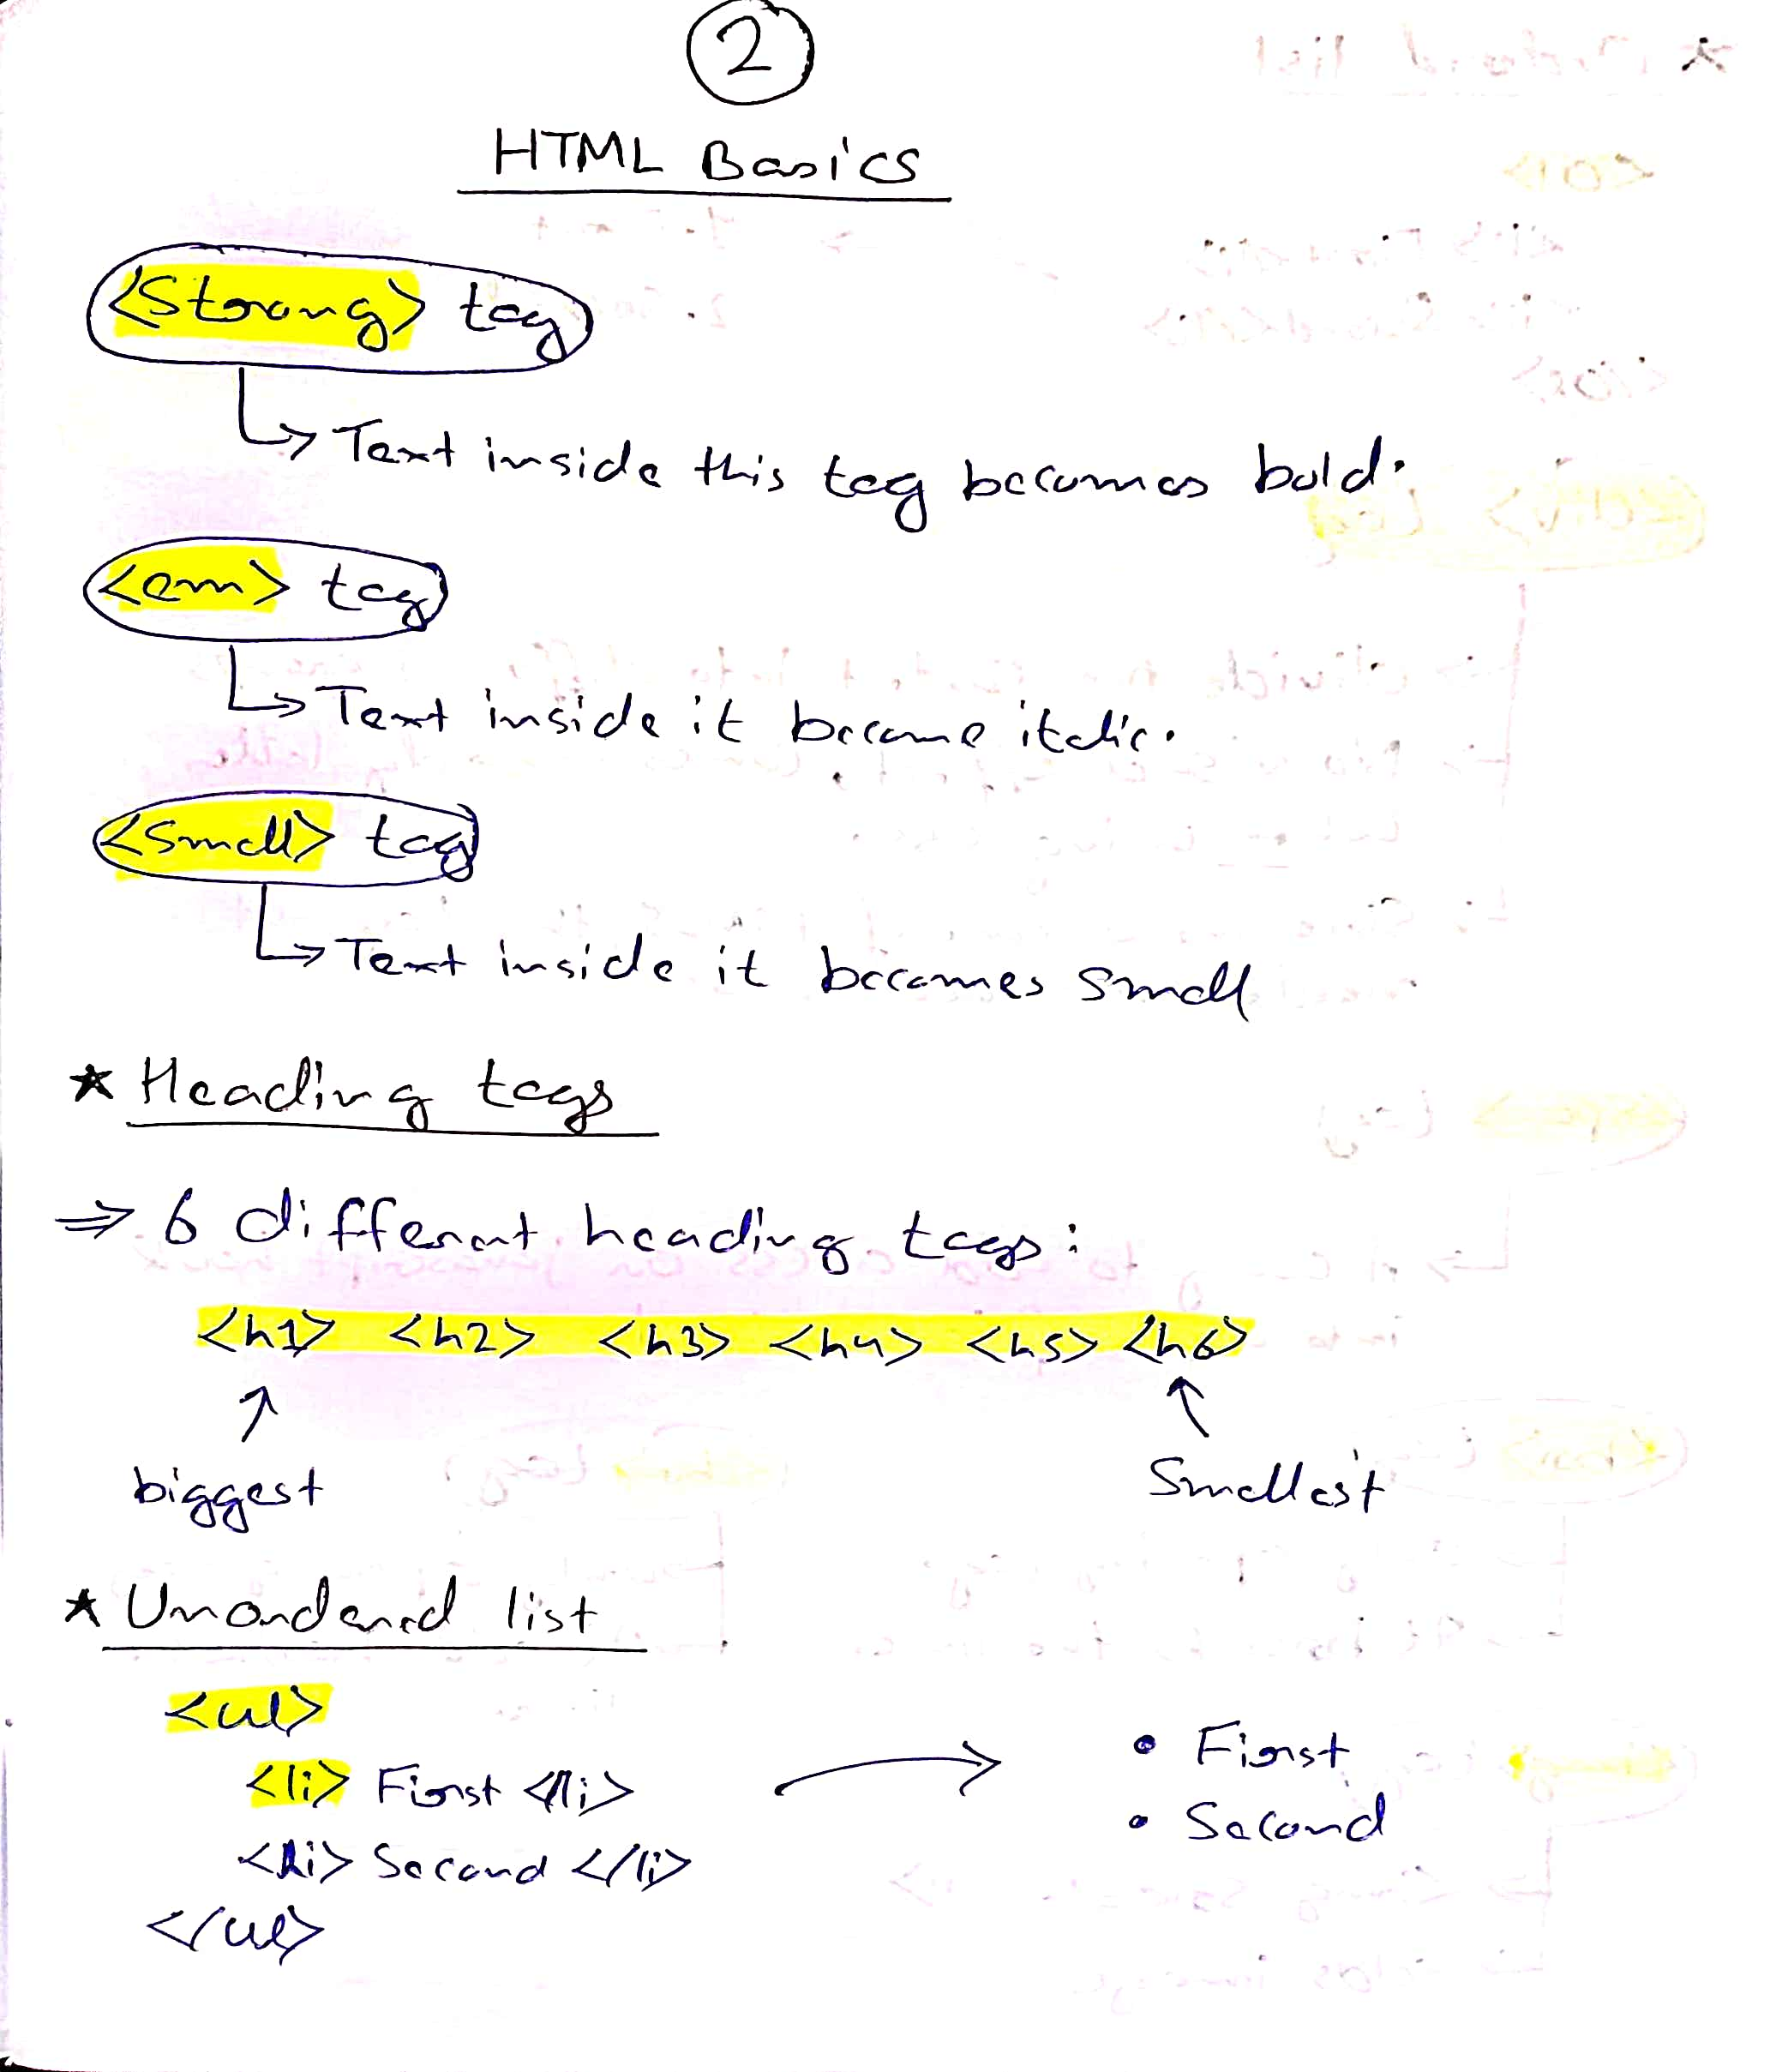 2
HTML Basics
<Strong> tag
↳ Text inside this tag becomes bold.
<em> tag
↳ Text inside it become italic.
<Small> tag
↳ Text inside it becomes small
* Heading tags
⇒ 6 different heading tags:
<h1> <h2> <h3> <h4> <h5> <h6>
↑ ↑
biggest Smallest
* Unordered list
<ul>
<li> First </li> → • First
<li> Second </li> • Second
</ul>